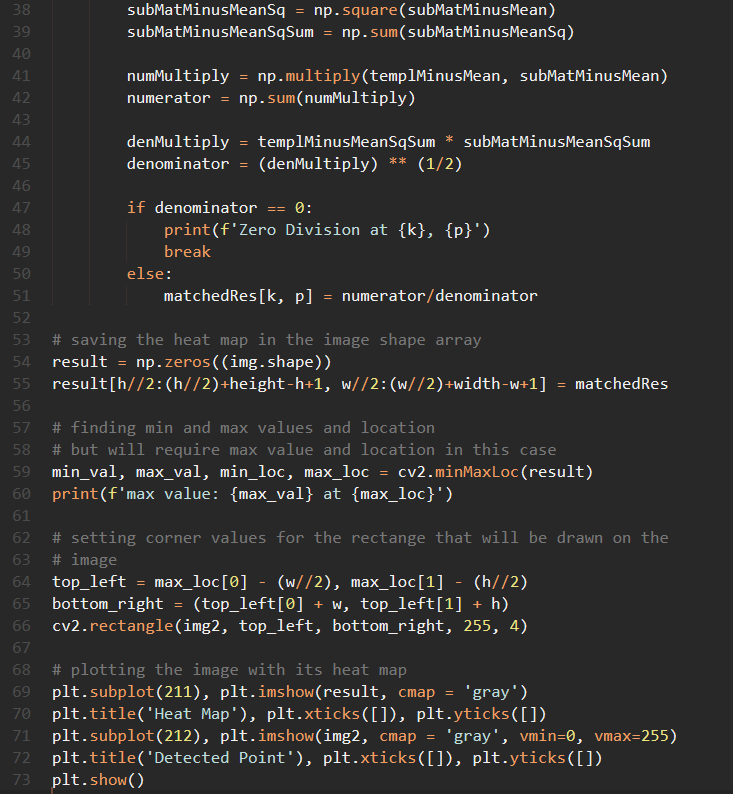 38 subMatMinusMeanSq = np.square(subMatMinusMean)
39 subMatMinusMeanSqSum = np.sum(subMatMinusMeanSq)
40
41 numMultiply = np.multiply(templMinusMean, subMatMinusMean)
42 numerator = np.sum(numMultiply)
43
44 denMultiply = templMinusMeanSqSum * subMatMinusMeanSqSum
45 denominator = (denMultiply) ** (1/2)
46
47 if denominator == 0:
48 print(f'Zero Division at {k}, {p}')
49 break
50 else:
51 matchedRes[k, p] = numerator/denominator
52
53 # saving the heat map in the image shape array
54 result = np.zeros((img.shape))
55 result[h//2:(h//2)+height-h+1, w//2:(w//2)+width-w+1] = matchedRes
56
57 # finding min and max values and location
58 # but will require max value and location in this case
59 min_val, max_val, min_loc, max_loc = cv2.minMaxLoc(result)
60 print(f'max value: {max_val} at {max_loc}')
61
62 # setting corner values for the rectange that will be drawn on the
63 # image
64 top_left = max_loc[0] - (w//2), max_loc[1] - (h//2)
65 bottom_right = (top_left[0] + w, top_left[1] + h)
66 cv2.rectangle(img2, top_left, bottom_right, 255, 4)
67
68 # plotting the image with its heat map
69 plt.subplot(211), plt.imshow(result, cmap = 'gray')
70 plt.title('Heat Map'), plt.xticks([]), plt.yticks([])
71 plt.subplot(212), plt.imshow(img2, cmap = 'gray', vmin=0, vmax=255)
72 plt.title('Detected Point'), plt.xticks([]), plt.yticks([])
73 plt.show()